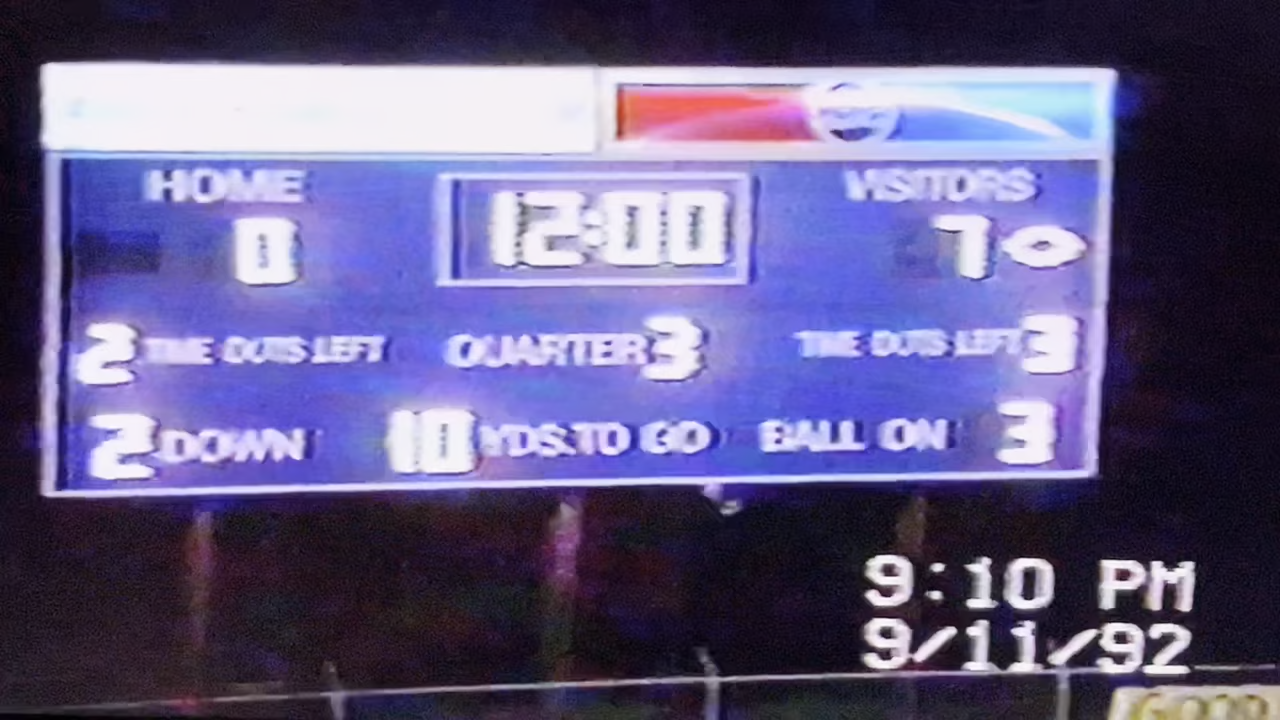 HOME 12:00 VISITORS
0 7
2 TIME OUTS LEFT QUARTER 3 TIME OUTS LEFT 3
2 DOWN 10 YDS.TO GO BALL ON 3
9:10 PM
9/11/92